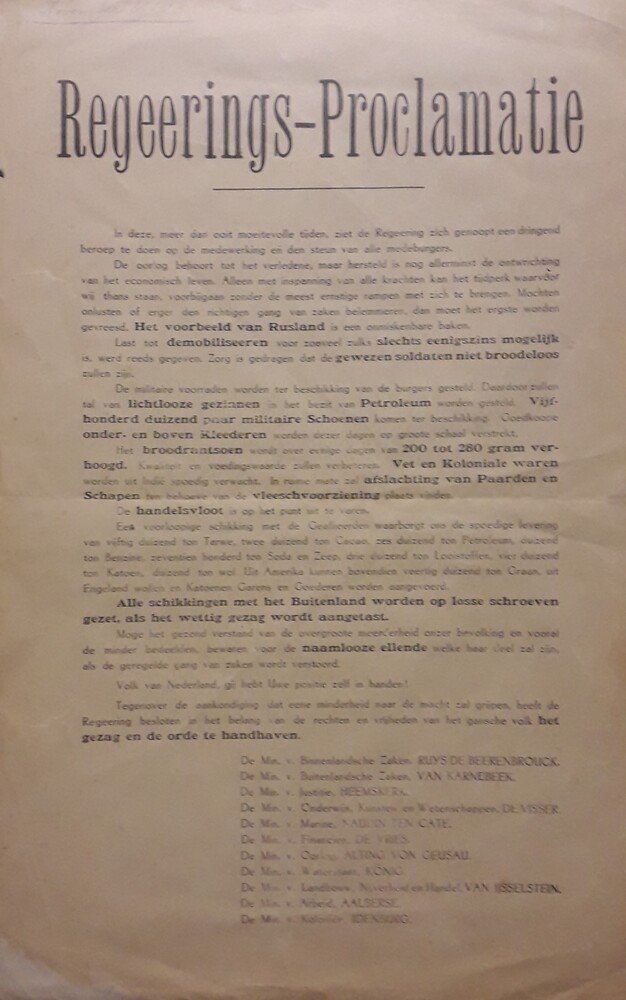 Regeerings-Proclamatie
In deze, meer dan ooit moeitevolle tijden, ziet de Regeering zich genoopt een dringend
beroep te doen op de medewerking en den steun van alle medeburgers.
De oorlog behoort tot het verledene, maar hersteld is nog allerminst de ontwrichting
van het economisch leven. Alleen met inspanning van alle krachten kan het tijdperk waarvoor
wij thans staan, voorbijgaan zonder de meest ernstige rampen met zich te brengen. Mochten
onlusten of erger den richtigen gang van zaken belemmeren, dan moet het ergste worden
gevreesd. Het voorbeeld van Rusland is een onmiskenbare baken.
Last tot demobiliseeren voor zooveel zulks slechts eenigszins mogelijk
is, werd reeds gegeven. Zorg is gedragen dat de gewezen soldaten niet broodeloos
zullen zijn.
De militaire voorraden worden ter beschikking van de burgers gesteld. Daardoor zullen
tal van lichtlooze gezinnen in het bezit van Petroleum worden gesteld. Vijf-
honderd duizend paar militaire Schoenen komen ter beschikking. Goedkoope
onder- en boven Kleederen worden dezer dagen op groote schaal verstrekt.
Het broodrantsoen wordt over eenige dagen van 200 tot 280 gram ver-
hoogd. Kwaliteit en voedingswaarde zullen verbeteren. Vet en Koloniale waren
worden uit Indie spoedig verwacht. In ruime mate zal afslachting van Paarden en
Schapen ten behoeve van de vleeschvoorziening plaats vinden.
De handelsvloot is op het punt uit te varen.
Een voorloopige schikking met de Geallieerden waarborgt ons de spoedige levering
van vijftig duizend ton Tarwe, twee duizend ton Cacao, zes duizend ton Petroleum, duizend
ton Benzine, zeventien honderd ton Soda en Zeep, drie duizend ton Looistoffen, vier duizend
ton Katoen, duizend ton wol. Uit Amerika kunnen bovendien veertig duizend ton Graan, uit
Engeland wollen en Katoenen Garens en Goederen worden aangevoerd.
Alle schikkingen met het Buitenland worden op losse schroeven
gezet, als het wettig gezag wordt aangetast.
Moge het gezond verstand van de overgroote meerderheid onzer bevolking en vooral
de minder bedeelden, bewaren voor de naamlooze ellende welke haar deel zal zijn,
als de geregelde gang van zaken wordt verstoord.
Volk van Nederland, gij hebt Uwe positie zelf in handen!
Tegenover de aankondiging dat eene minderheid naar de macht zal grijpen, heeft de
Regeering besloten in het belang van de rechten en vrijheden van het gansche volk het
gezag en de orde te handhaven.
De Min. v. Binnenlandsche Zaken, RUYS DE BEERENBROUCK.
De Min. v. Buitenlandsche Zaken, VAN KARNEBEEK.
De Min. v. Justitie, HEEMSKERK.
De Min. v. Onderwijs, Kunsten en Wetenschappen, DE VISSER.
De Min. v. Marine, NAUDIN TEN CATE.
De Min. v. Financien, DE VRIES.
De Min. v. Oorlog, ALTING VON GEUSAU.
De Min. v. Waterstaat, KÖNIG.
De Min. v. Landbouw, Nijverheid en Handel, VAN IJSSELSTEIN.
De Min. v. Arbeid, AALBERSE.
De Min. v. Koloniën, IDENBURG.